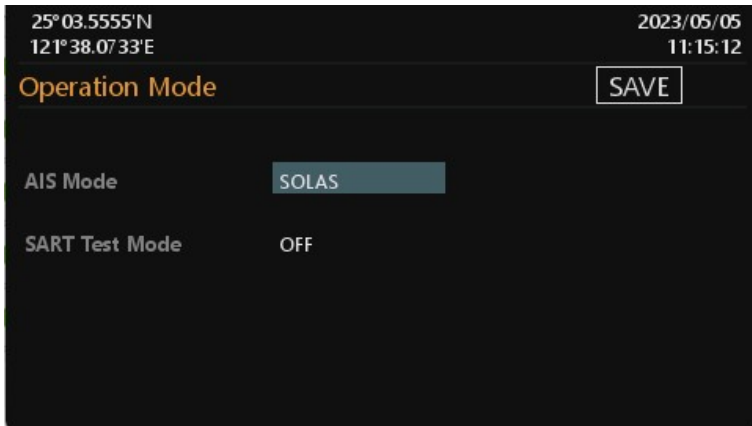 25°03.5555'N
2023/05/05
121°38.0733'E
11:15:12
Operation Mode
SAVE
AIS Mode
SOLAS
SART Test Mode
OFF